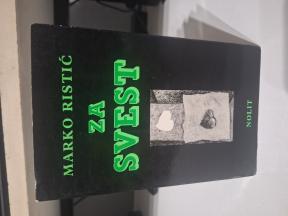 MARKO RISTIĆ
ZA
SVEST
NOLIT